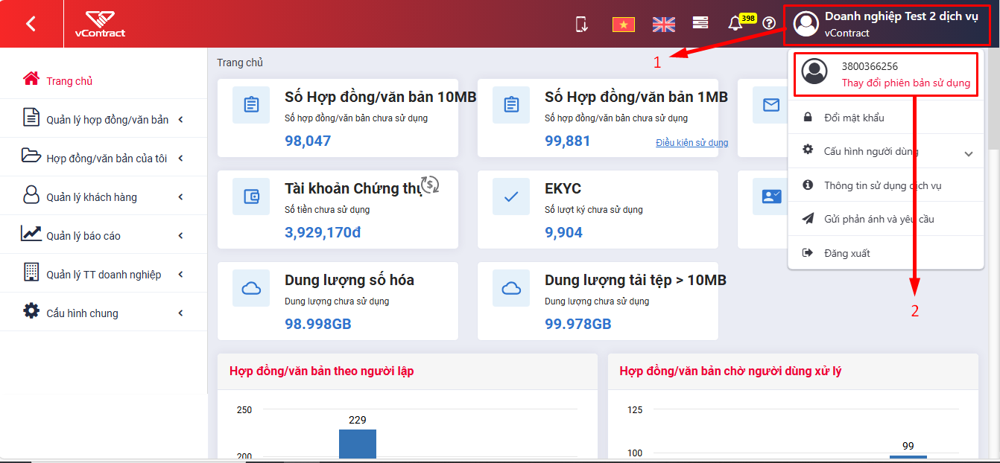 vContract
398
Doanh nghiệp Test 2 dịch vụ
vContract
1
3800366256
Thay đổi phiên bản sử dụng
Đổi mật khẩu
Cấu hình người dùng
Thông tin sử dụng dịch vụ
Gửi phản ánh và yêu cầu
Đăng xuất
2
Trang chủ
Quản lý hợp đồng/văn bản
Hợp đồng/văn bản của tôi
Quản lý khách hàng
Quản lý báo cáo
Quản lý TT doanh nghiệp
Cấu hình chung
Trang chủ
Số Hợp đồng/văn bản 10MB
Số hợp đồng/văn bản chưa sử dụng
98,047
Số Hợp đồng/văn bản 1MB
Số hợp đồng/văn bản chưa sử dụng
99,881
Điều kiện sử dụng
Tài khoản Chứng thự
Số tiền chưa sử dụng
3,929,170đ
EKYC
Số lượt ký chưa sử dụng
9,904
Dung lượng số hóa
Dung lượng chưa sử dụng
98.998GB
Dung lượng tải tệp > 10MB
Dung lượng chưa sử dụng
99.978GB
Hợp đồng/văn bản theo người lập
250
229
200
Hợp đồng/văn bản chờ người dùng xử lý
125
100
99